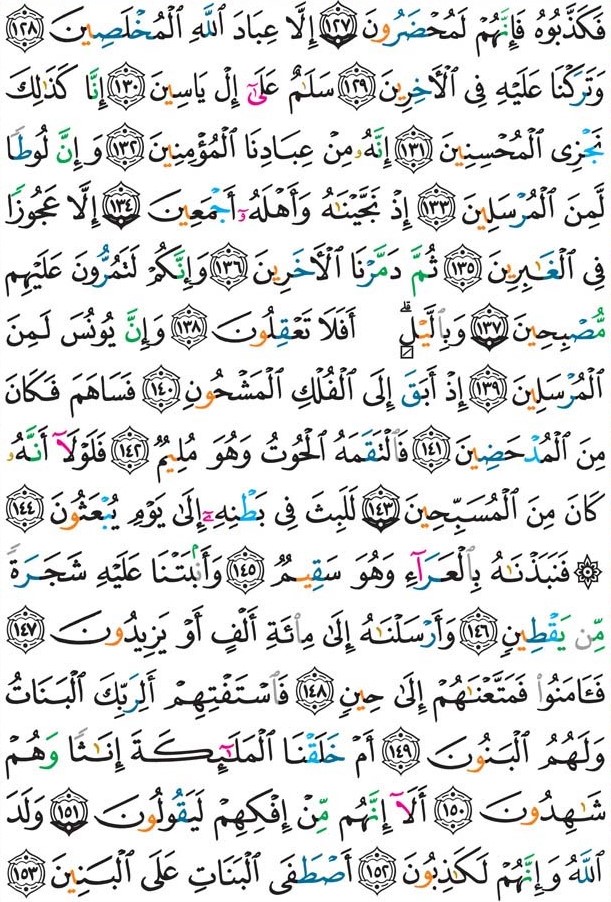 فَكَذَّبُوهُ فَإِنَّهُمْ لَمُحْضَرُونَ ١٢٧ إِلَّا عِبَادَ ٱللَّهِ ٱلْمُخْلَصِينَ ١٢٨
وَتَرَكْنَا عَلَيْهِ فِى ٱلْأَخِرِينَ ١٢٩ سَلَـٰمٌ عَلَىٰٓ إِلْ يَاسِينَ ١٣٠ إِنَّا كَذَٰلِكَ
نَجْزِى ٱلْمُحْسِنِينَ ١٣١ إِنَّهُۥ مِنْ عِبَادِنَا ٱلْمُؤْمِنِينَ ١٣٢ وَإِنَّ لُوطًا
لَّمِنَ ٱلْمُرْسَلِينَ ١٣٣ إِذْ نَجَّيْنَـٰهُ وَأَهْلَهُۥٓ أَجْمَعِينَ ١٣٤ إِلَّا عَجُوزًا
فِى ٱلْغَـٰبِرِينَ ١٣٥ ثُمَّ دَمَّرْنَا ٱلْأَخَرِينَ ١٣٦ وَإِنَّكُمْ لَتَمُرُّونَ عَلَيْهِم
مُّصْبِحِينَ ١٣٧ وَبِٱلَّيْلِ ۗ أَفَلَا تَعْقِلُونَ ١٣٨ وَإِنَّ يُونُسَ لَمِنَ
ٱلْمُرْسَلِينَ ١٣٩ إِذْ أَبَقَ إِلَى ٱلْفُلْكِ ٱلْمَشْحُونِ ١٤٠ فَسَاهَمَ فَكَانَ
مِنَ ٱلْمُدْحَضِينَ ١٤١ فَٱلْتَقَمَهُ ٱلْحُوتُ وَهُوَ مُلِيمٌ ١٤٢ فَلَوْلَآ أَنَّهُۥ
كَانَ مِنَ ٱلْمُسَبِّحِينَ ١٤٣ لَلَبِثَ فِى بَطْنِهِۦٓ إِلَىٰ يَوْمِ يُبْعَثُونَ ١٤٤
۞ فَنَبَذْنَـٰهُ بِٱلْعَرَآءِ وَهُوَ سَقِيمٌ ١٤٥ وَأَنۢبَتْنَا عَلَيْهِ شَجَرَةً
مِّن يَقْطِينٍ ١٤٦ وَأَرْسَلْنَـٰهُ إِلَىٰ مِا۟ئَةِ أَلْفٍ أَوْ يَزِيدُونَ ١٤٧
فَـَٔامَنُوا۟ فَمَتَّعْنَـٰهُمْ إِلَىٰ حِينٍ ١٤٨ فَٱسْتَفْتِهِمْ أَلِرَبِّكَ ٱلْبَنَاتُ
وَلَهُمُ ٱلْبَنُونَ ١٤٩ أَمْ خَلَقْنَا ٱلْمَلَـٰٓئِكَةَ إِنَـٰثًا وَهُمْ
شَـٰهِدُونَ ١٥٠ أَلَآ إِنَّهُم مِّنْ إِفْكِهِمْ لَيَقُولُونَ ١٥١ وَلَدَ
ٱللَّهُ وَإِنَّهُمْ لَكَـٰذِبُونَ ١٥٢ أَصْطَفَى ٱلْبَنَاتِ عَلَى ٱلْبَنِينَ ١٥٣